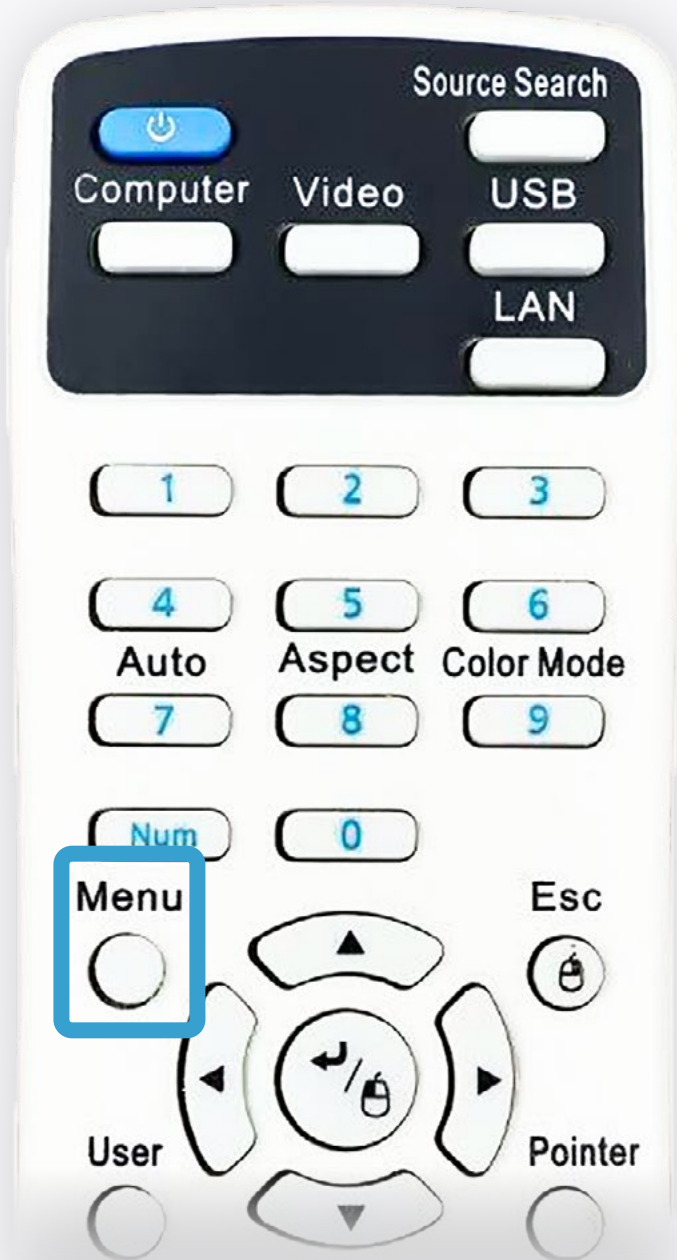 Source Search
Computer Video USB
LAN
1 2 3
4 5 6
Auto Aspect Color Mode
7 8 9
Num 0
Menu Esc
User Pointer